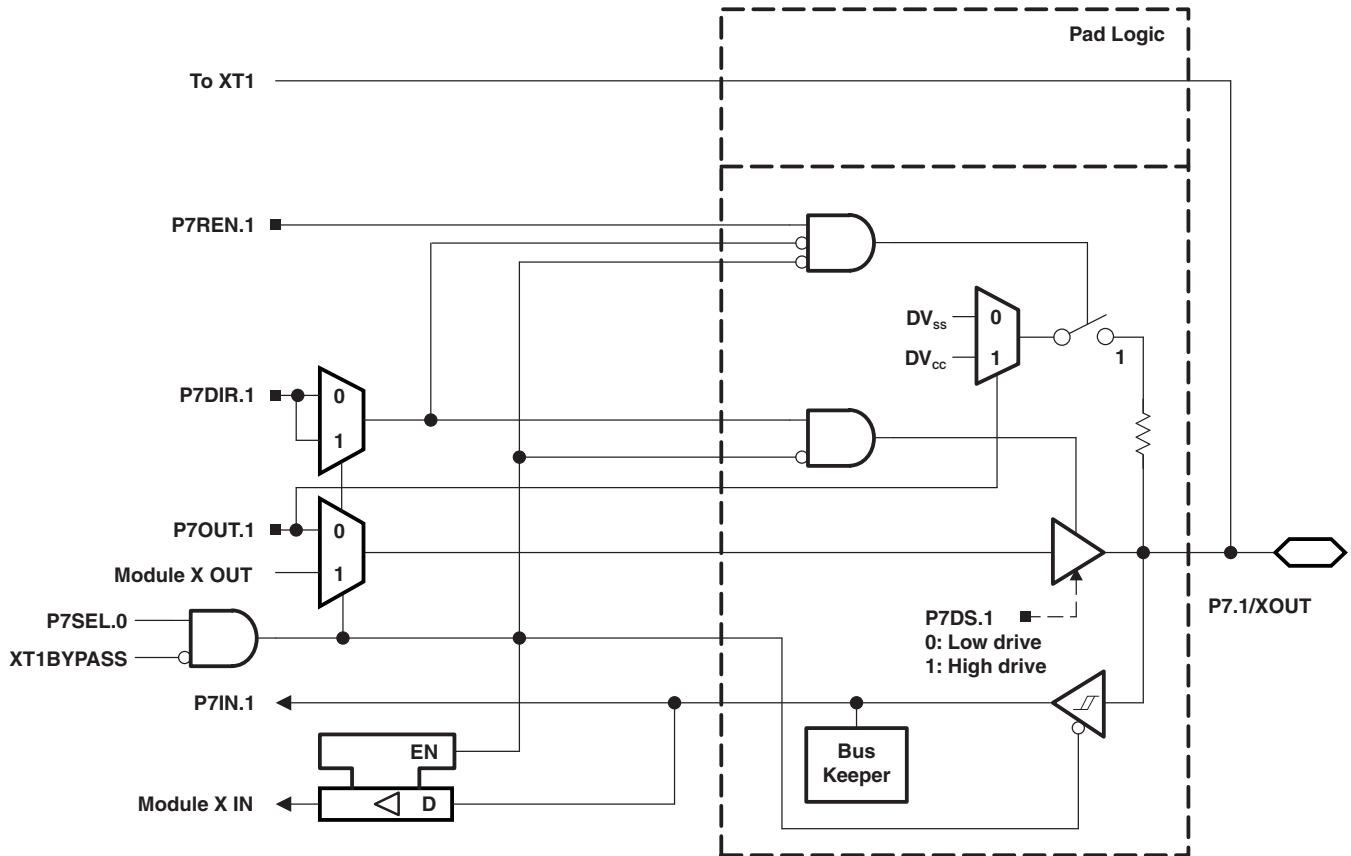 Pad Logic
To XT1
P7REN.1
DVss
0
DVcc
1
1
P7DIR.1
0
1
P7OUT.1
0
Module X OUT
1
P7SEL.0
XT1BYPASS
P7DS.1
0: Low drive
1: High drive
P7.1/XOUT
P7IN.1
EN
Bus
Keeper
Module X IN
D